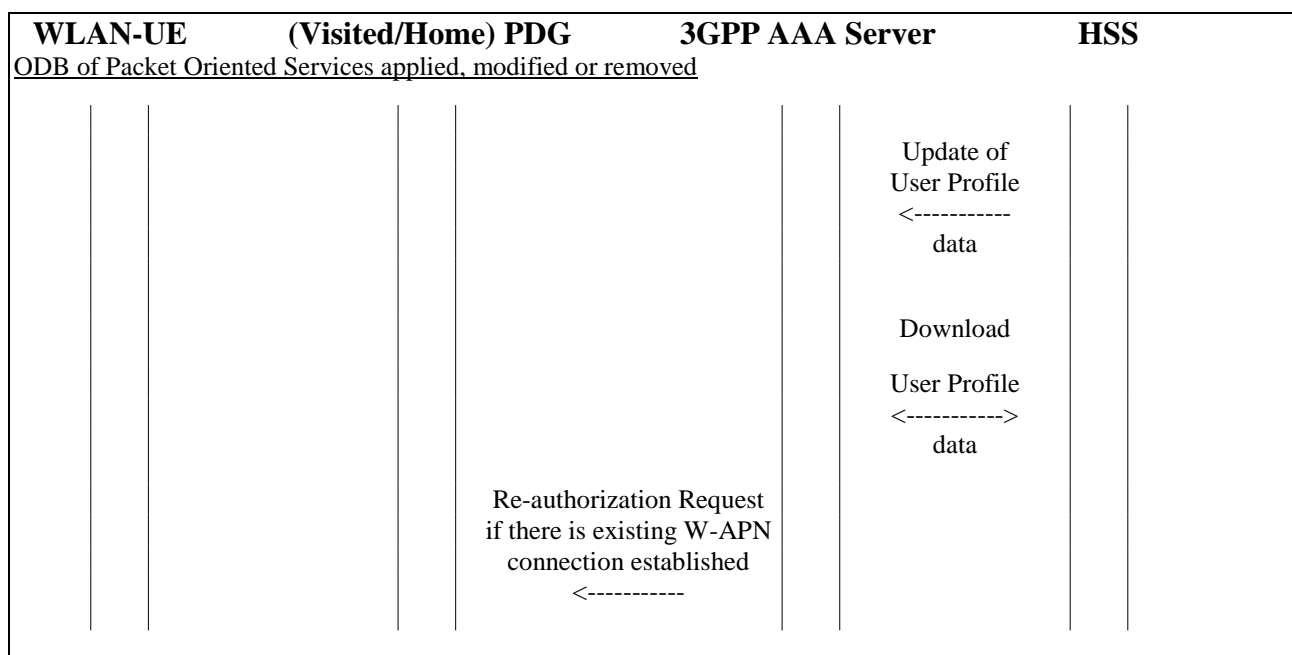 WLAN-UE (Visited/Home) PDG 3GPP AAA Server HSS
ODB of Packet Oriented Services applied, modified or removed
Update of
User Profile
<-----------
data
Download
User Profile
<----------->
data
Re-authorization Request
if there is existing W-APN
connection established
<-----------